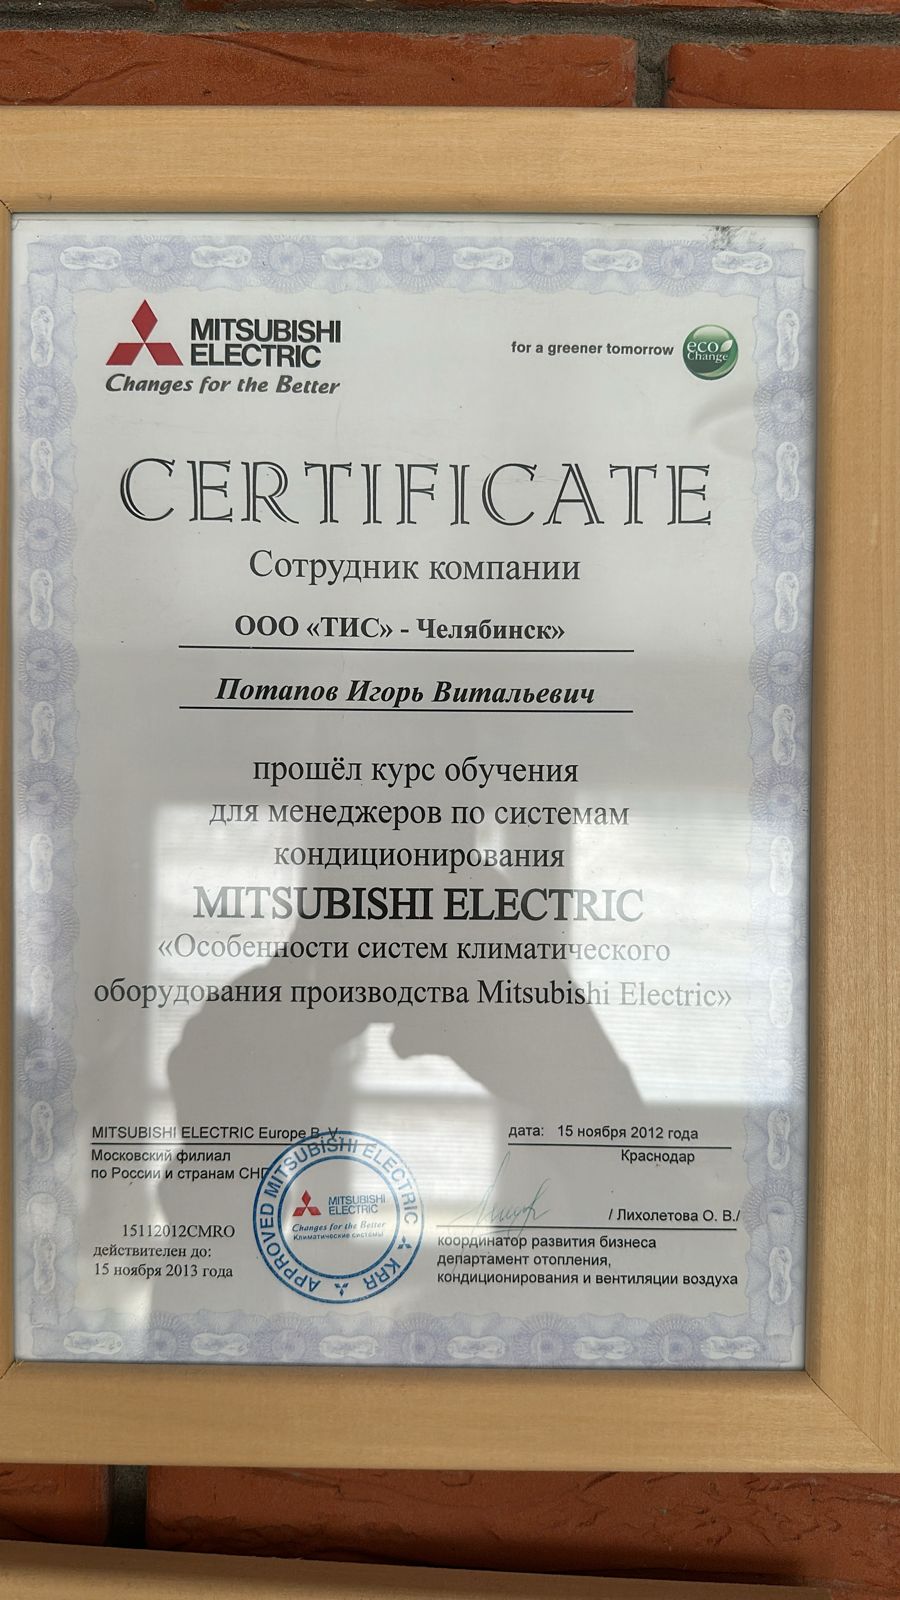 MITSUBISHI
ELECTRIC
Changes for the Better
for a greener tomorrow
eco
Change
CERTIFICATE
Сотрудник компании
ООО «ТИС» - Челябинск»
Потапов Игорь Витальевич
прошёл курс обучения
для менеджеров по системам
кондиционирования
MITSUBISHI ELECTRIC
«Особенности систем климатического
оборудования производства Mitsubishi Electric»
MITSUBISHI ELECTRIC Europe B. V.
Московский филиал
по России и странам СНГ
дата: 15 ноября 2012 года
Краснодар
15112012CMRO
действителен до:
15 ноября 2013 года
APPROVED MITSUBISHI ELECTRIC KRR
MITSUBISHI
ELECTRIC
Changes for the Better
Климатические системы
/ Лихолетова О. В./
координатор развития бизнеса
департамент отопления,
кондиционирования и вентиляции воздуха